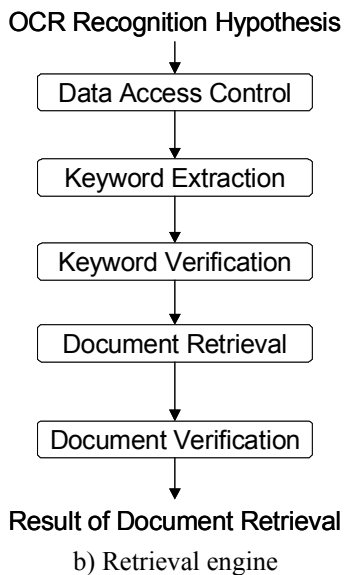 OCR Recognition Hypothesis
Data Access Control
Keyword Extraction
Keyword Verification
Document Retrieval
Document Verification
Result of Document Retrieval
b) Retrieval engine